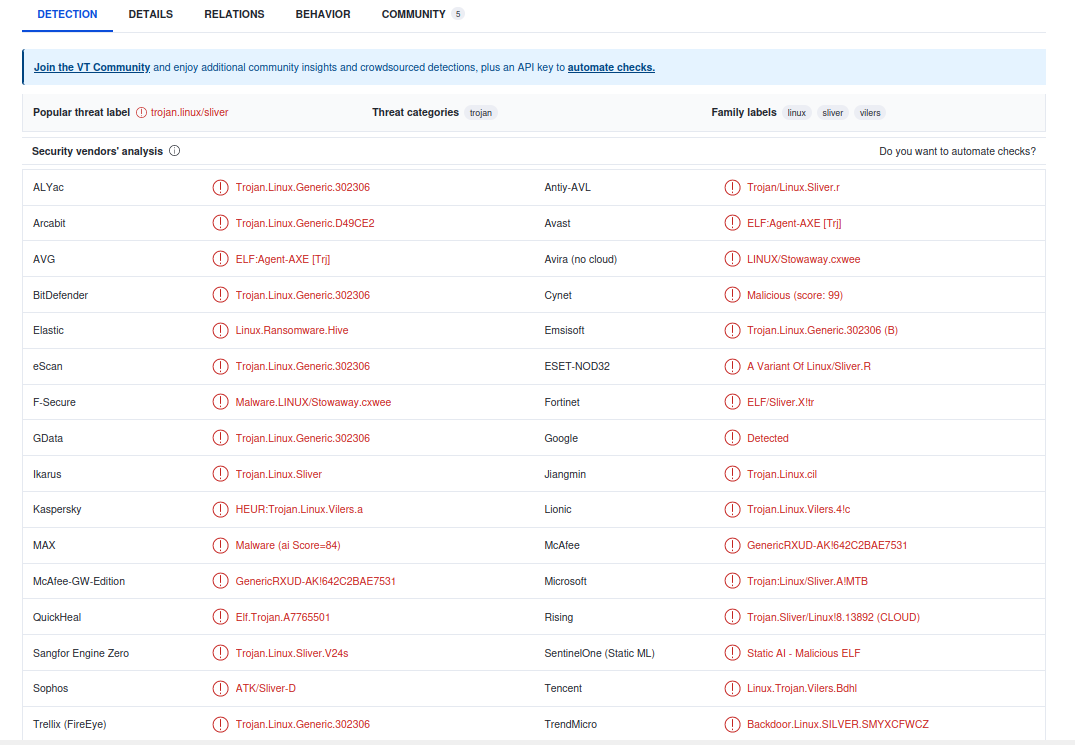 DETECTION DETAILS RELATIONS BEHAVIOR COMMUNITY 5
Join the VT Community and enjoy additional community insights and crowdsourced detections, plus an API key to automate checks.
Popular threat label trojan.linux/sliver Threat categories trojan Family labels linux sliver vilers
Security vendors' analysis Do you want to automate checks?
ALYac Trojan.Linux.Generic.302306 Antiy-AVL Trojan/Linux.Sliver.r
Arcabit Trojan.Linux.Generic.D49CE2 Avast ELF:Agent-AXE [Trj]
AVG ELF:Agent-AXE [Trj] Avira (no cloud) LINUX/Stowaway.cxwee
BitDefender Trojan.Linux.Generic.302306 Cynet Malicious (score: 99)
Elastic Linux.Ransomware.Hive Emsisoft Trojan.Linux.Generic.302306 (B)
eScan Trojan.Linux.Generic.302306 ESET-NOD32 A Variant Of Linux/Sliver.R
F-Secure Malware.LINUX/Stowaway.cxwee Fortinet ELF/Sliver.X!tr
GData Trojan.Linux.Generic.302306 Google Detected
Ikarus Trojan.Linux.Sliver Jiangmin Trojan.Linux.cil
Kaspersky HEUR:Trojan.Linux.Vilers.a Lionic Trojan.Linux.Vilers.4!c
MAX Malware (ai Score=84) McAfee GenericRXUD-AK!642C2BAE7531
McAfee-GW-Edition GenericRXUD-AK!642C2BAE7531 Microsoft Trojan:Linux/Sliver.A!MTB
QuickHeal Elf.Trojan.A7765501 Rising Trojan.Sliver/Linux!8.13892 (CLOUD)
Sangfor Engine Zero Trojan.Linux.Sliver.V24s SentinelOne (Static ML) Static AI - Malicious ELF
Sophos ATK/Sliver-D Tencent Linux.Trojan.Vilers.Bdhl
Trellix (FireEye) Trojan.Linux.Generic.302306 TrendMicro Backdoor.Linux.SILVER.SMYXCFWCZ